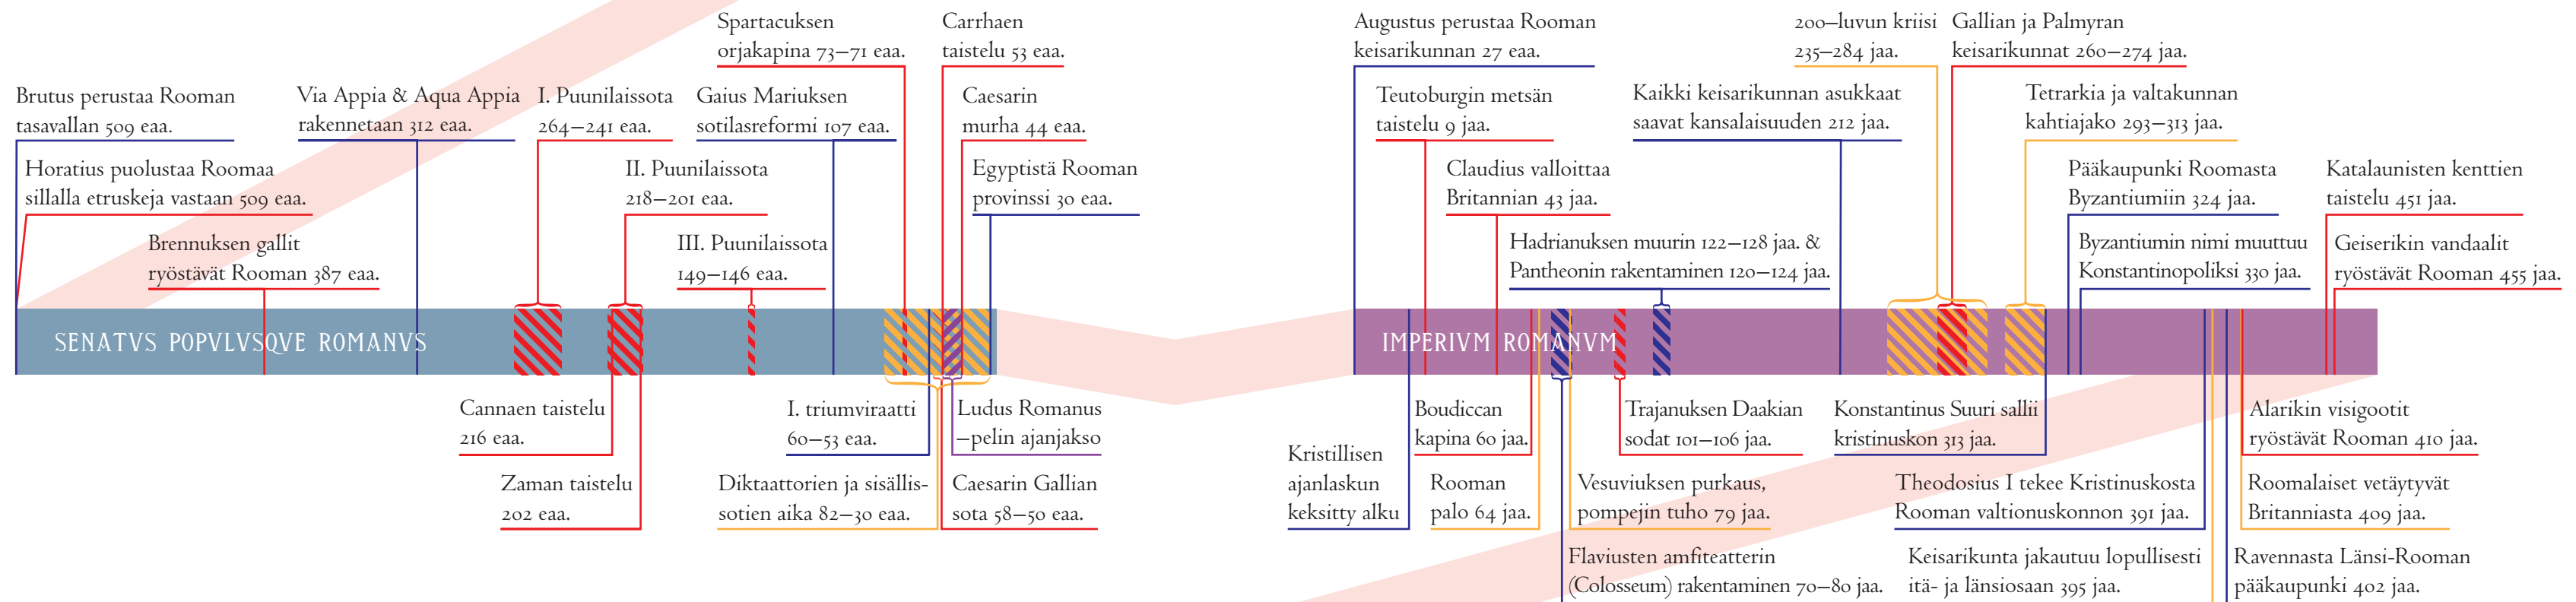 Brutus perustaa Rooman
tasavallan 509 eaa.
Horatius puolustaa Roomaa
sillalla etruskeja vastaan 509 eaa.
Brennuksen gallit
ryöstävät Rooman 387 eaa.
Via Appia & Aqua Appia
rakennetaan 312 eaa.
I. Puunilaissota
264–241 eaa.
II. Puunilaissota
218–201 eaa.
III. Puunilaissota
149–146 eaa.
Gaius Mariuksen
sotilasreformi 107 eaa.
Spartacuksen
orjakapina 73–71 eaa.
Carrhaen
taistelu 53 eaa.
Caesarin
murha 44 eaa.
Egyptistä Rooman
provinssi 30 eaa.
SENATVS POPVLVSQVE ROMANVS
Cannaen taistelu
216 eaa.
Zaman taistelu
202 eaa.
I. triumviraatti
60–53 eaa.
Diktaattorien ja sisällis-
sotien aika 82–30 eaa.
Ludus Romanus
–pelin ajanjakso
Caesarin Gallian
sota 58–50 eaa.
Augustus perustaa Rooman
keisarikunnan 27 eaa.
Teutoburgin metsän
taistelu 9 jaa.
Claudius valloittaa
Britannian 43 jaa.
Hadrianuksen muurin 122–128 jaa. &
Pantheonin rakentaminen 120–124 jaa.
Kaikki keisarikunnan asukkaat
saavat kansalaisuuden 212 jaa.
200–luvun kriisi
235–284 jaa.
Gallian ja Palmyran
keisarikunnat 260–274 jaa.
Tetrarkia ja valtakunnan
kahtiajako 293–313 jaa.
Pääkaupunki Roomasta
Byzantiumiin 324 jaa.
Byzantiumin nimi muuttuu
Konstantinopoliksi 330 jaa.
Katalaunisten kenttien
taistelu 451 jaa.
Geiserikin vandaalit
ryöstävät Rooman 455 jaa.
IMPERIVM ROMANVM
Kristillisen
ajanlaskun
keksitty alku
Boudiccan
kapina 60 jaa.
Rooman
palo 64 jaa.
Trajanuksen Daakian
sodat 101–106 jaa.
Vesuviuksen purkaus,
pompejin tuho 79 jaa.
Flaviusten amfiteatterin
(Colosseum) rakentaminen 70–80 jaa.
Konstantinus Suuri sallii
kristinuskon 313 jaa.
Theodosius I tekee Kristinuskosta
Rooman valtionuskonnon 391 jaa.
Keisarikunta jakautuu lopullisesti
itä- ja länsiosaan 395 jaa.
Alarikin visigootit
ryöstävät Rooman 410 jaa.
Roomalaiset vetäytyvät
Britanniasta 409 jaa.
Ravennasta Länsi-Rooman
pääkaupunki 402 jaa.